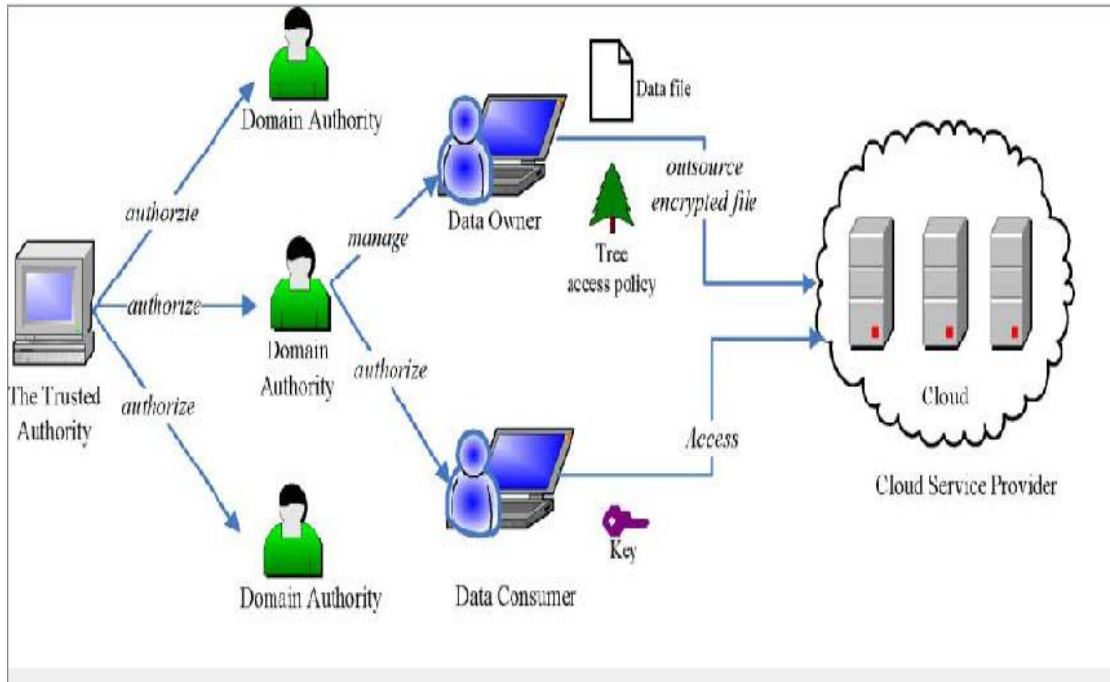 Domain Authority
authorzie
authorize
authorize
The Trusted
Authority
Domain
Authority
Domain Authority
manage
authorize
Data Owner
Data Consumer
Data file
Tree
access policy
outsource
encrypted file
Access
Key
Cloud
Cloud Service Provider